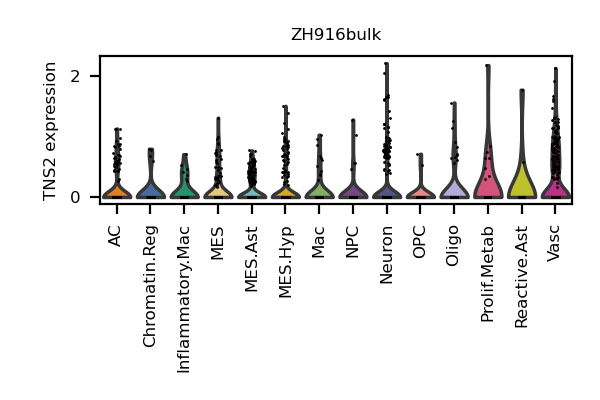 ZH916bulk
TNS2 expression
2
0
AC
Chromatin.Reg
Inflammatory.Mac
MES
MES.Ast
MES.Hyp
Mac
NPC
Neuron
OPC
Oligo
Prolif.Metab
Reactive.Ast
Vasc